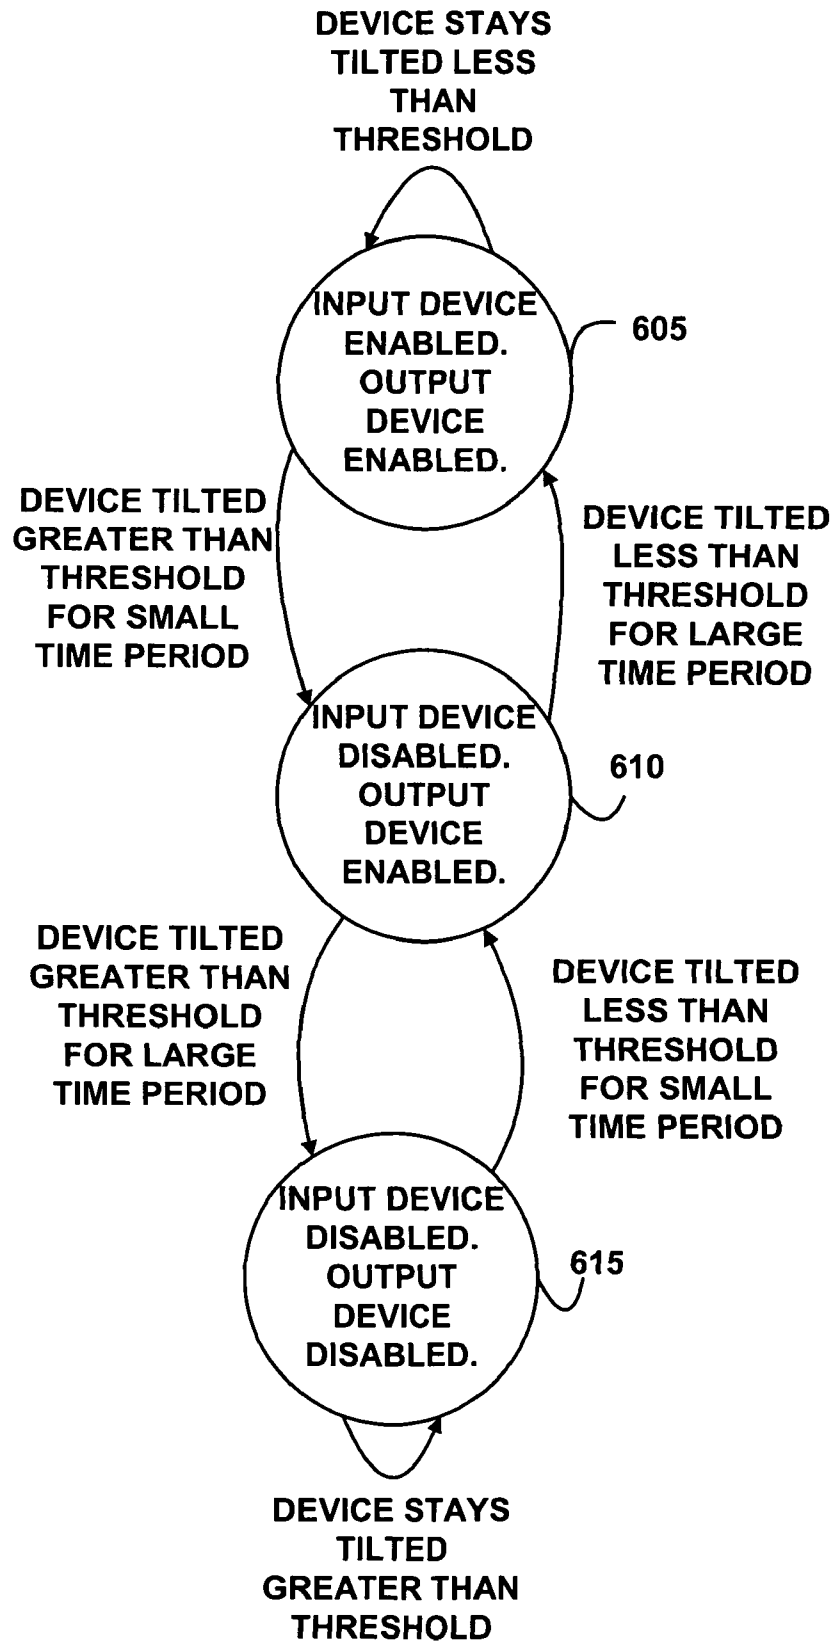 DEVICE STAYS
TILTED LESS
THAN
THRESHOLD
INPUT DEVICE
ENABLED.
OUTPUT
DEVICE
ENABLED.
605
DEVICE TILTED
GREATER THAN
THRESHOLD
FOR SMALL
TIME PERIOD
DEVICE TILTED
LESS THAN
THRESHOLD
FOR LARGE
TIME PERIOD
INPUT DEVICE
DISABLED.
OUTPUT
DEVICE
ENABLED.
610
DEVICE TILTED
GREATER THAN
THRESHOLD
FOR LARGE
TIME PERIOD
DEVICE TILTED
LESS THAN
THRESHOLD
FOR SMALL
TIME PERIOD
INPUT DEVICE
DISABLED.
OUTPUT
DEVICE
DISABLED.
615
DEVICE STAYS
TILTED
GREATER THAN
THRESHOLD